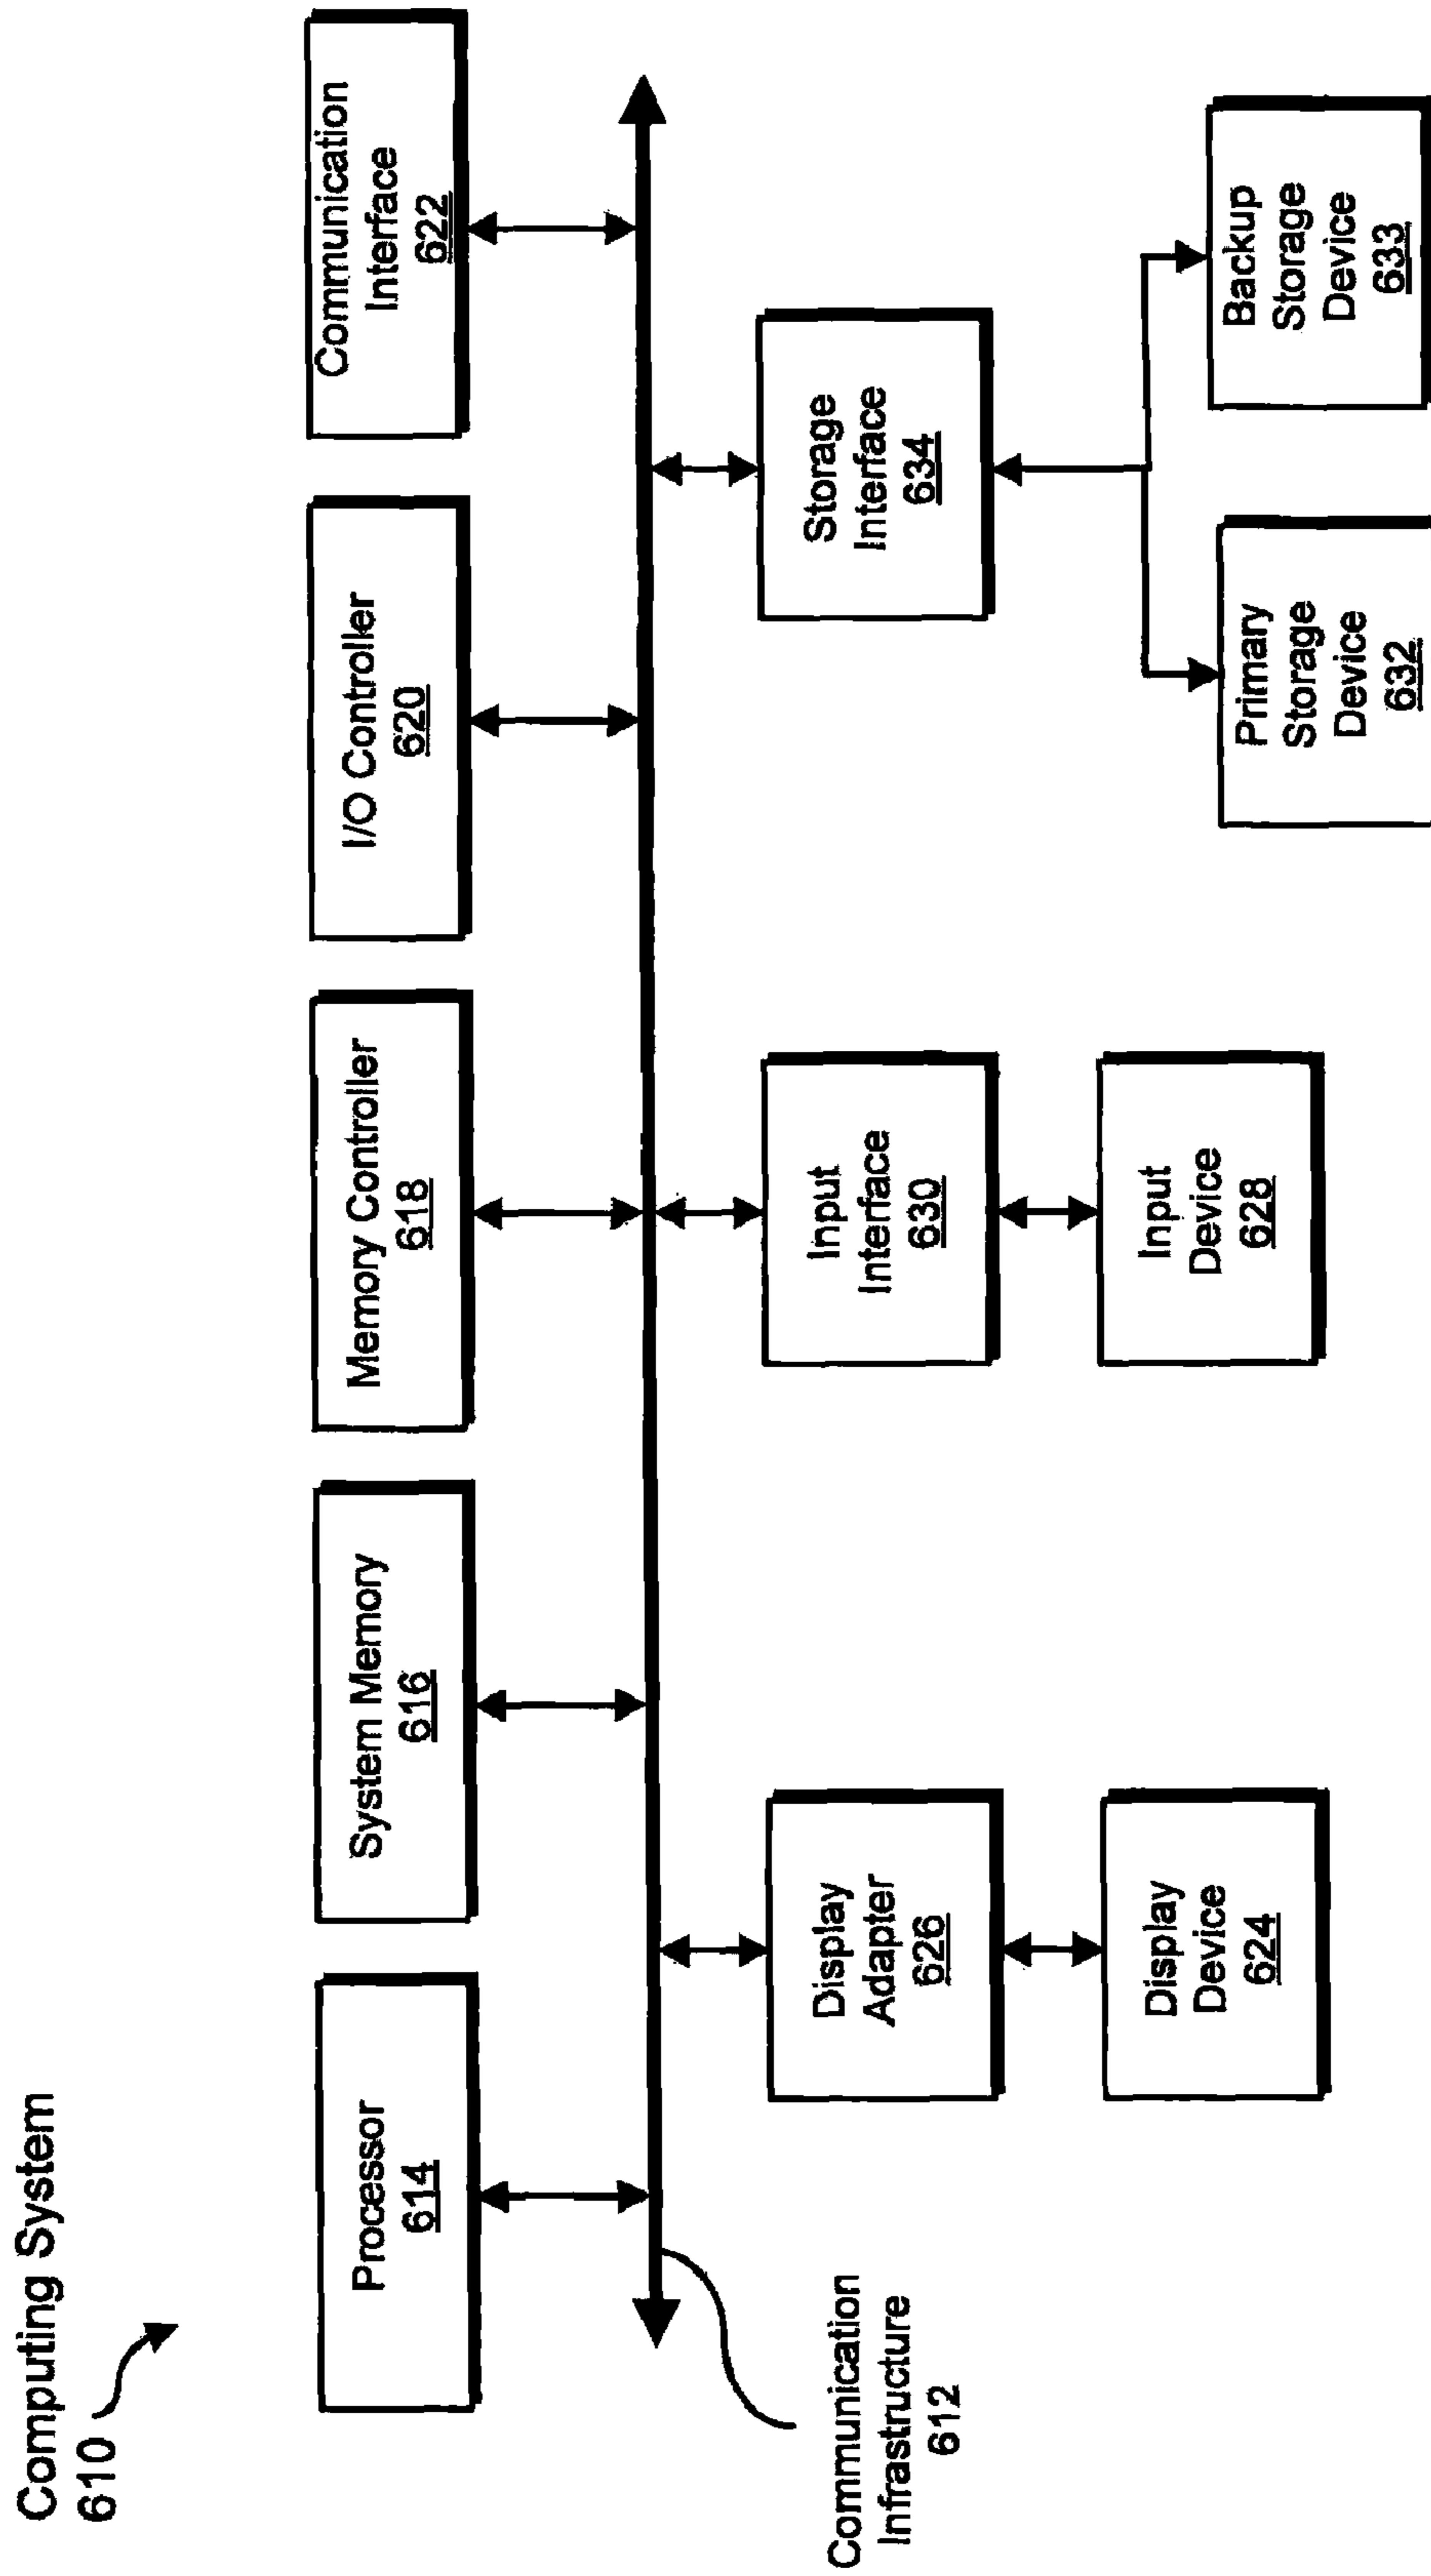 Computing System
610
Processor
614
System Memory
616
Memory Controller
618
I/O Controller
620
Communication
Interface
622
Communication
Infrastructure
612
Display
Adapter
626
Input
Interface
630
Storage
Interface
634
Display
Device
624
Input
Device
628
Primary
Storage
Device
632
Backup
Storage
Device
633